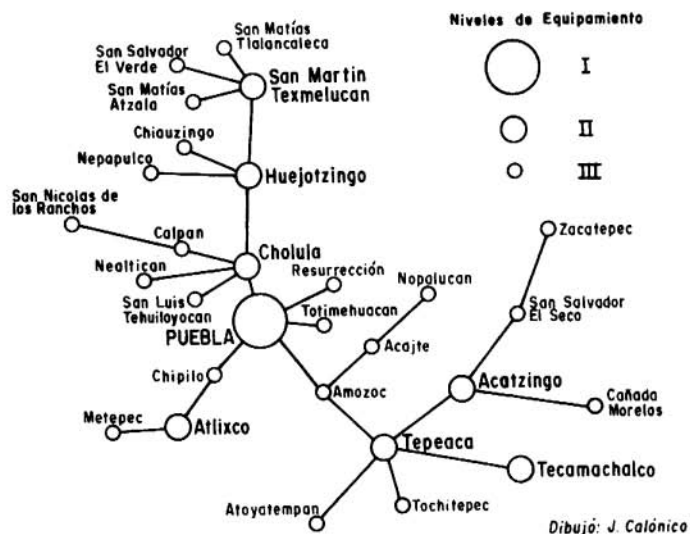 Niveles de Equipamiento
I
II
III
San Matías
Tlalancaleca
San Salvador
El Verde
San Martin
Texmelucan
San Matías
Atzala
Chiauzingo
Nepapulco
Huejotzingo
San Nicolas de
los Ranchos
Calpan
Cholula
Nealtican
San Luis
Tehuiloyocan
Resurrección
Totimehuacan
PUEBLA
Nopalucan
Zacatepec
San Salvador
El Seco
Acajte
Chipilo
Amozoc
Acatzingo
Cañada
Morelos
Metepec
Atlixco
Tepeaca
Tecamachalco
Atoyatempan
Tochitepec
Dibujó: J. Calónico